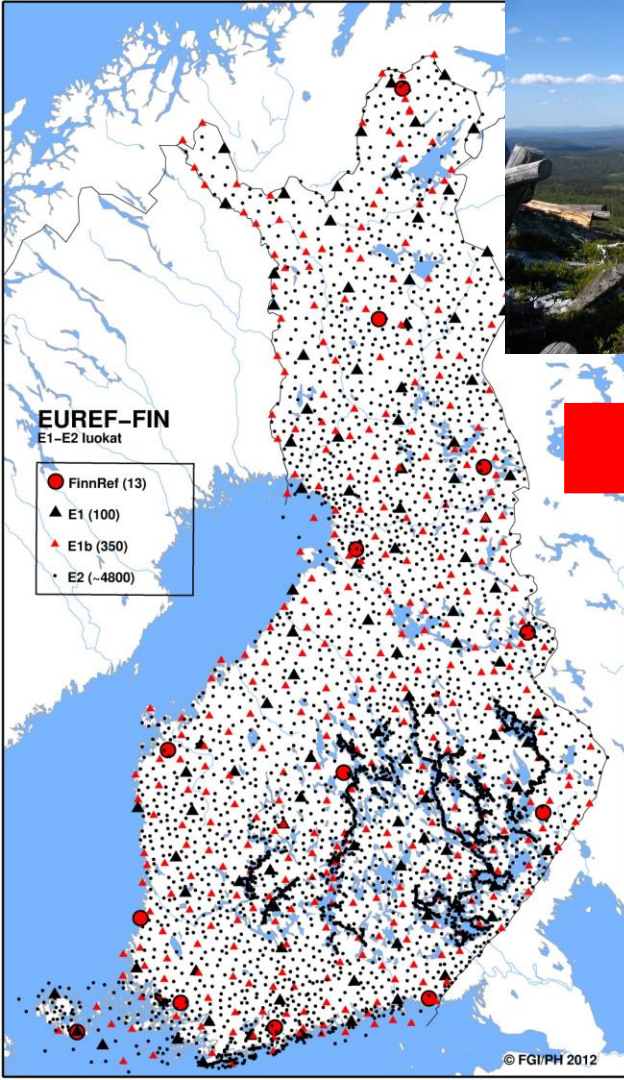 EUREF–FIN
E1–E2 luokat
FinnRef (13)
E1 (100)
E1b (350)
E2 (~4800)
© FGI/PH 2012